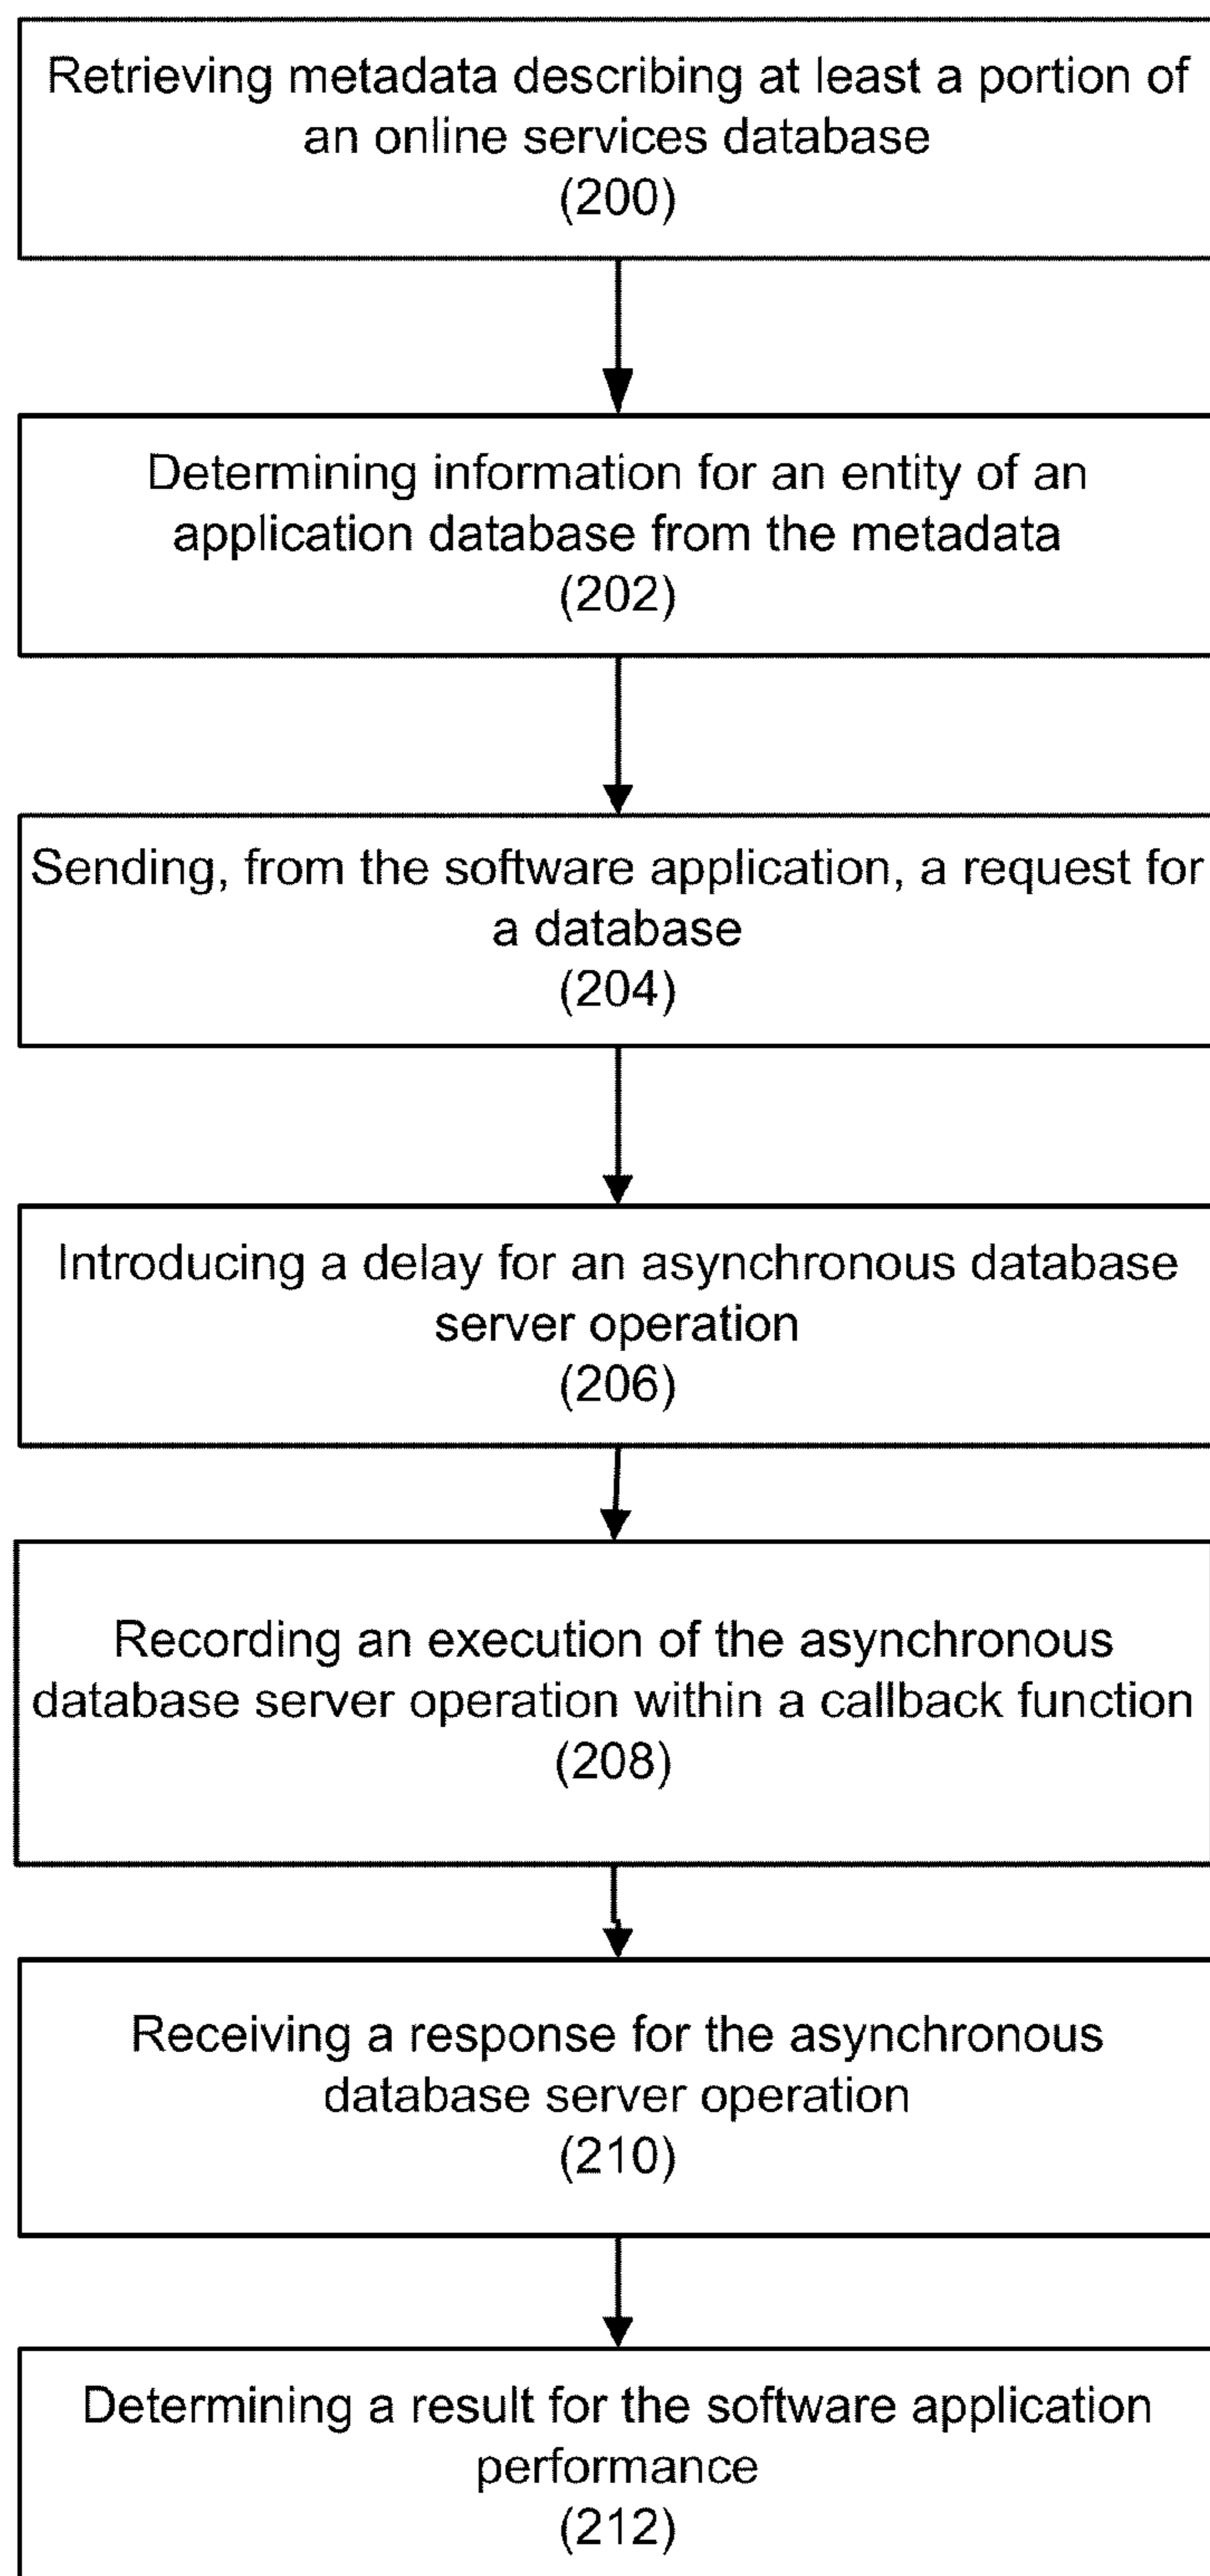 Retrieving metadata describing at least a portion of
an online services database
(200)
Determining information for an entity of an
application database from the metadata
(202)
Sending, from the software application, a request for
a database
(204)
Introducing a delay for an asynchronous database
server operation
(206)
Recording an execution of the asynchronous
database server operation within a callback function
(208)
Receiving a response for the asynchronous
database server operation
(210)
Determining a result for the software application
performance
(212)